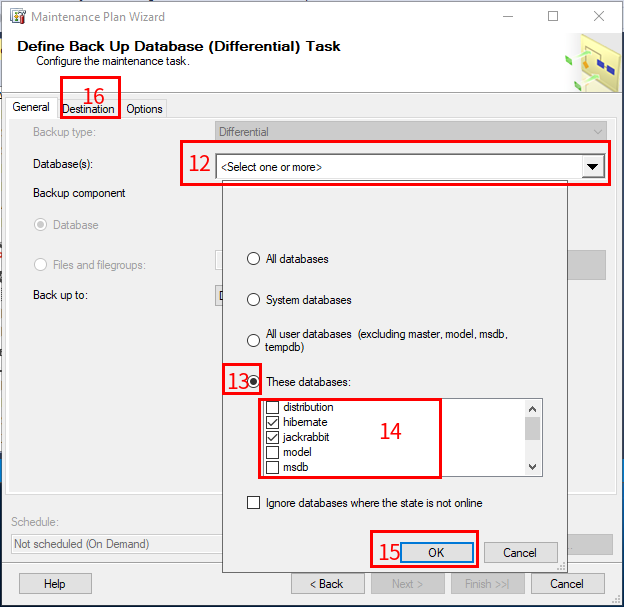 Maintenance Plan Wizard
Define Back Up Database (Differential) Task
Configure the maintenance task.
16
General Destination Options
Backup type: Differential
Database(s): 12 <Select one or more>
Backup component
Database
Files and filegroups:
Back up to:
All databases
System databases
All user databases (excluding master, model, msdb,
tempdb)
13 These databases:
distribution
hibernate
jackrabbit
model
msdb
14
Ignore databases where the state is not online
Schedule:
Not scheduled (On Demand)
15 OK Cancel
Help < Back Next > Finish >>| Cancel